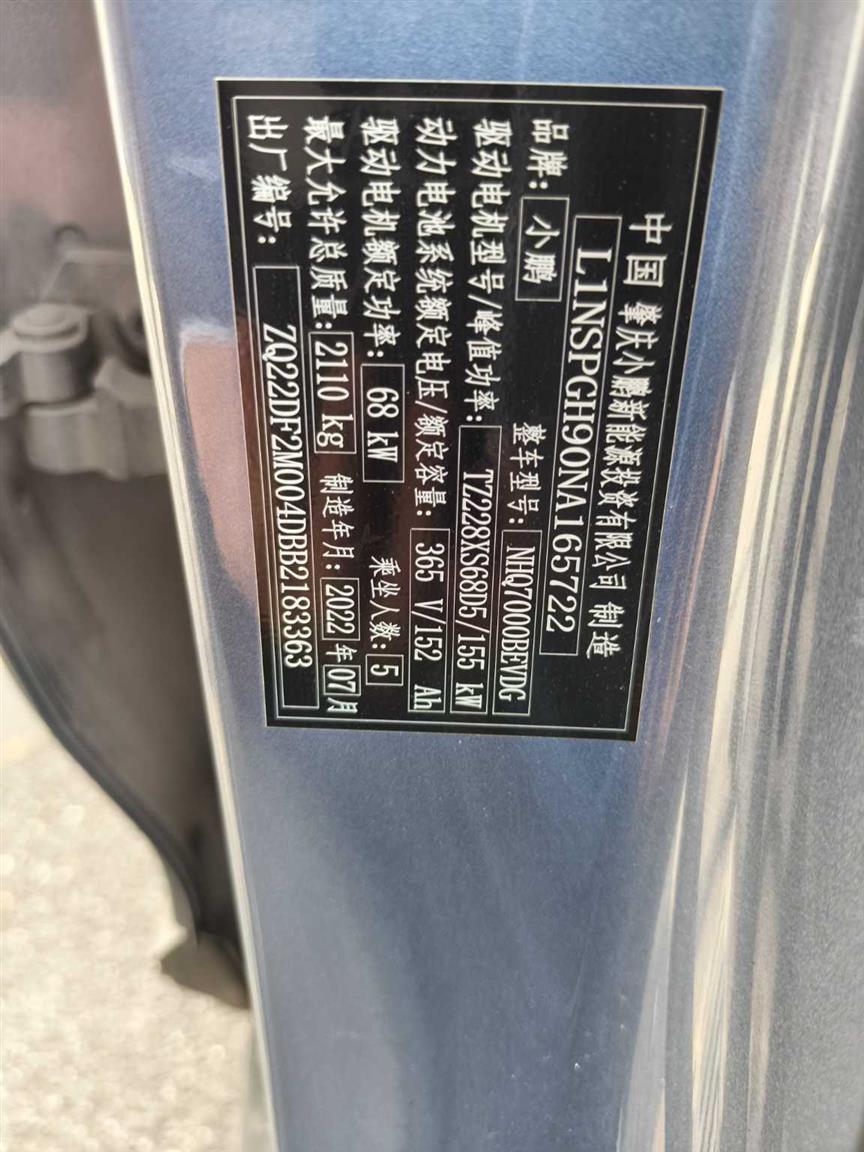 中国 肇庆小鹏新能源投资有限公司 制造
L1NSPGH90NA165722
品牌: 小鹏 整车型号: NHQ7000BEVDG
驱动电机型号/峰值功率: TZ228XS68D5/155 kW
动力电池系统额定电压/额定容量: 365 V/152 Ah
驱动电机额定功率: 68 kW 乘坐人数: 5
最大允许总质量: 2110 kg 制造年月: 2022 年 07 月
出厂编号: ZQ22DF2M004DBB2183363